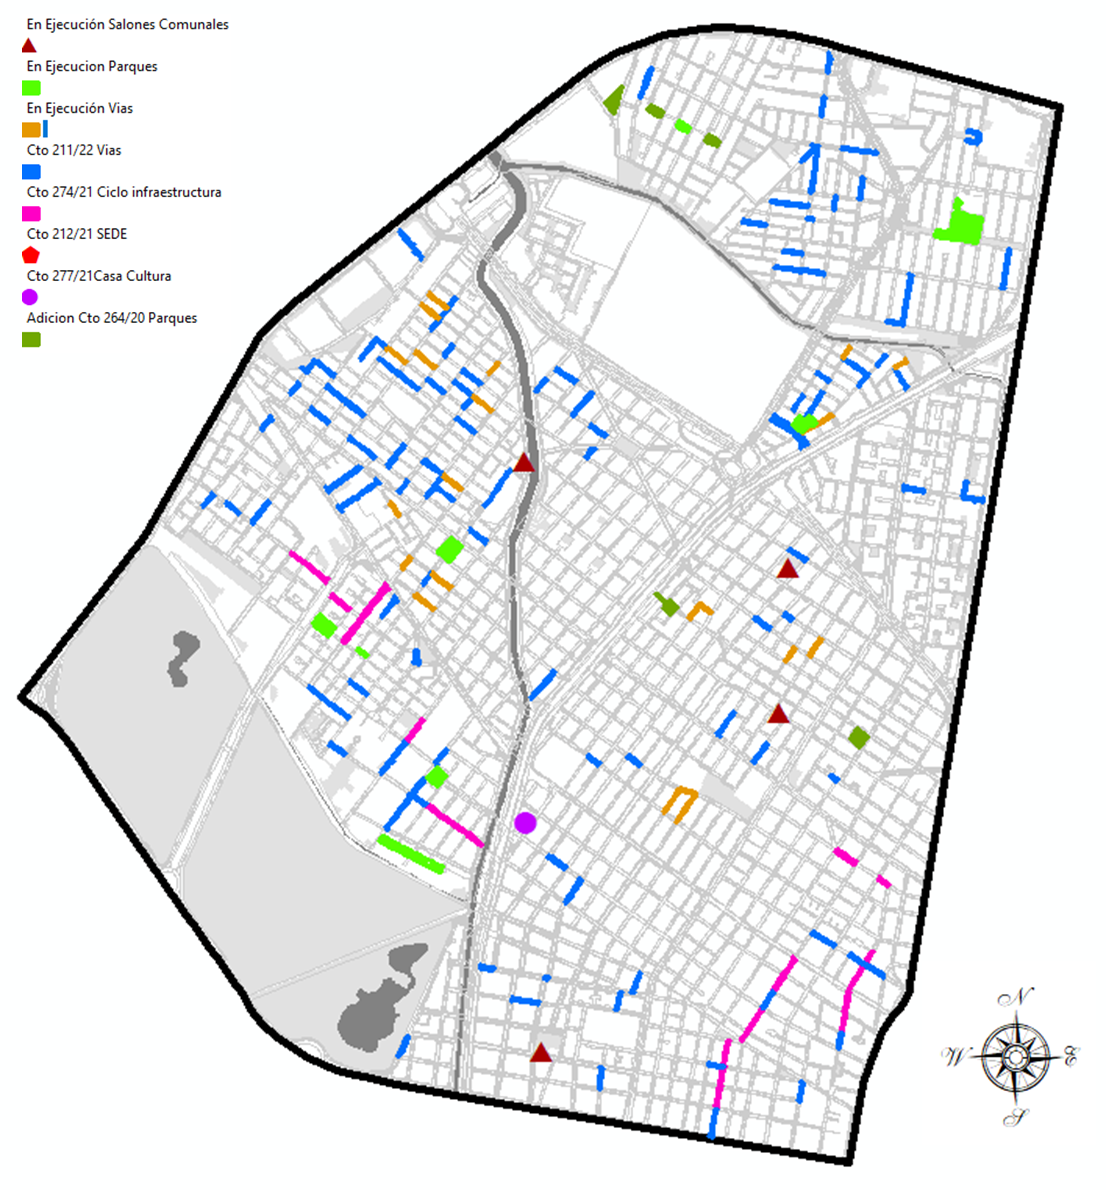 En Ejecución Salones Comunales
En Ejecucion Parques
En Ejecución Vias
Cto 211/22 Vias
Cto 274/21 Ciclo infraestructura
Cto 212/21 SEDE
Cto 277/21Casa Cultura
Adicion Cto 264/20 Parques
N
W E
S